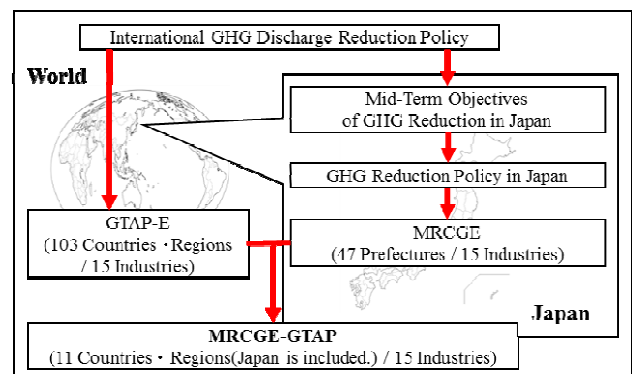 International GHG Discharge Reduction Policy
World
Mid-Term Objectives
of GHG Reduction in Japan
GHG Reduction Policy in Japan
GTAP-E
(103 Countries・Regions
/ 15 Industries)
MRCGE
(47 Prefectures / 15 Industries)
Japan
MRCGE-GTAP
(11 Countries・Regions(Japan is included.) / 15 Industries)